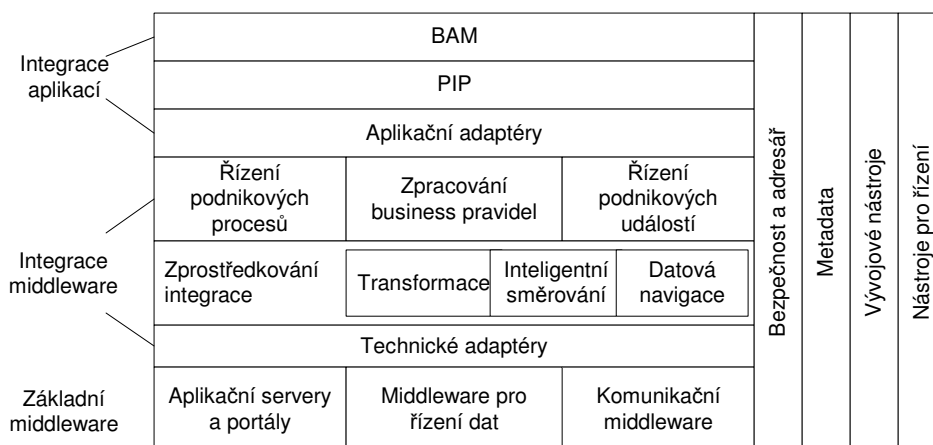 BAM
Integrace
aplikací
PIP
Aplikační adaptéry
Řízení
podnikových
procesů
Zpracování
business pravidel
Řízení
podnikových
událostí
Integrace
middleware
Zprostředkování
integrace
Transformace
Inteligentní
směrování
Datová
navigace
Technické adaptéry
Základní
middleware
Aplikační servery
a portály
Middleware pro
řízení dat
Komunikační
middleware
Bezpečnost a adresář
Metadata
Vývojové nástroje
Nástroje pro řízení